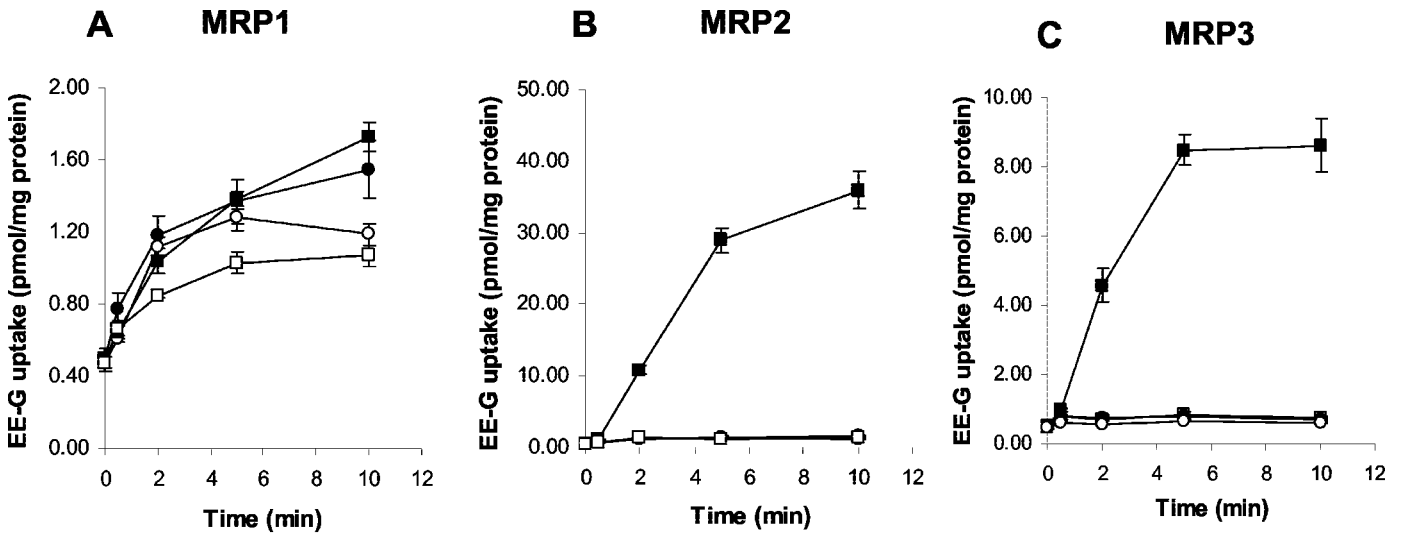 A MRP1
EE-G uptake (pmol/mg protein)
2.00
1.60
1.20
0.80
0.40
0.00
0 2 4 6 8 10 12
Time (min)
B MRP2
EE-G uptake (pmol/mg protein)
50.00
40.00
30.00
20.00
10.00
0.00
0 2 4 6 8 10 12
Time (min)
C MRP3
EE-G uptake (pmol/mg protein)
10.00
8.00
6.00
4.00
2.00
0.00
0 2 4 6 8 10 12
Time (min)